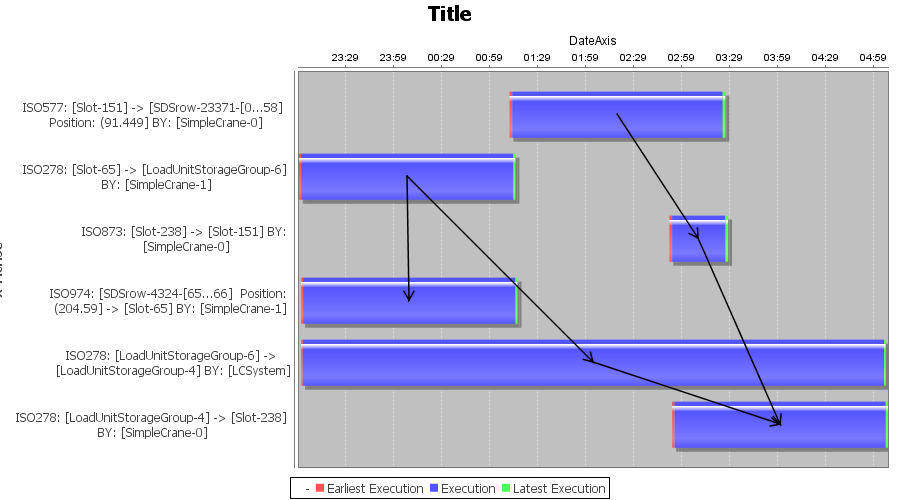 Title
DateAxis
23:29 23:59 00:29 00:59 01:29 01:59 02:29 02:59 03:29 03:59 04:29 04:59
ISO577: [Slot-151] -> [SDSrow-23371-[0...58]
Position: (91.449] BY: [SimpleCrane-0]
ISO278: [Slot-65] -> [LoadUnitStorageGroup-6]
BY: [SimpleCrane-1]
ISO873: [Slot-238] -> [Slot-151] BY:
[SimpleCrane-0]
ISO974: [SDSrow-4324-[65...66] Position:
(204.59] -> [Slot-65] BY: [SimpleCrane-1]
ISO278: [LoadUnitStorageGroup-6] ->
[LoadUnitStorageGroup-4] BY: [LCSystem]
ISO278: [LoadUnitStorageGroup-4] -> [Slot-238]
BY: [SimpleCrane-0]
- Earliest Execution Execution Latest Execution